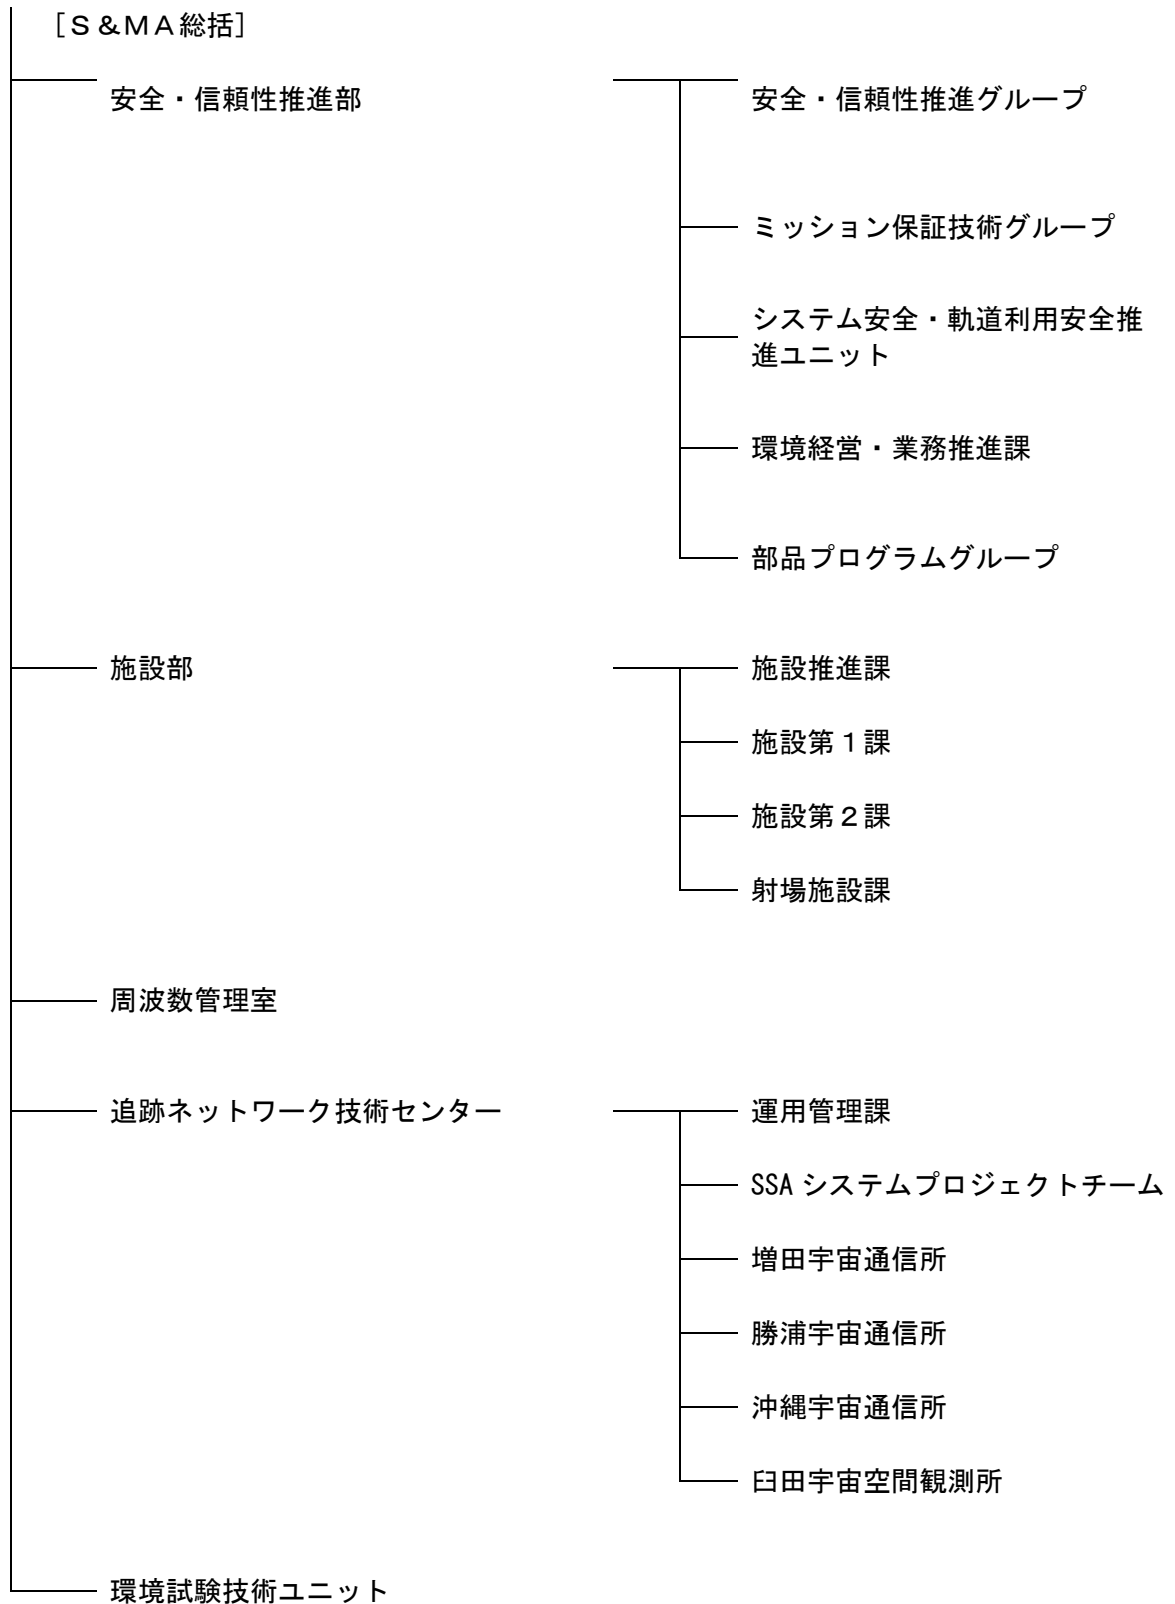 ［Ｓ＆ＭＡ総括］
安全・信頼性推進部
安全・信頼性推進グループ
ミッション保証技術グループ
システム安全・軌道利用安全推
進ユニット
環境経営・業務推進課
部品プログラムグループ
施設部
施設推進課
施設第１課
施設第２課
射場施設課
周波数管理室
追跡ネットワーク技術センター
運用管理課
SSA システムプロジェクトチーム
増田宇宙通信所
勝浦宇宙通信所
沖縄宇宙通信所
臼田宇宙空間観測所
環境試験技術ユニット